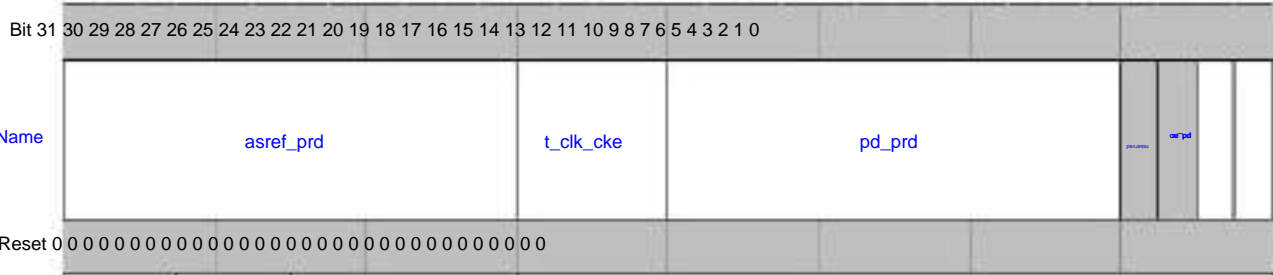 Bit 31 30 29 28 27 26 25 24 23 22 21 20 19 18 17 16 15 14 13 12 11 10 9 8 7 6 5 4 3 2 1 0
Name asref_prd t_clk_cke pd_prd reserved
Reset 0 0 0 0 0 0 0 0 0 0 0 0 0 0 0 0 0 0 0 0 0 0 0 0 0 0 0 0 0 0 0 0